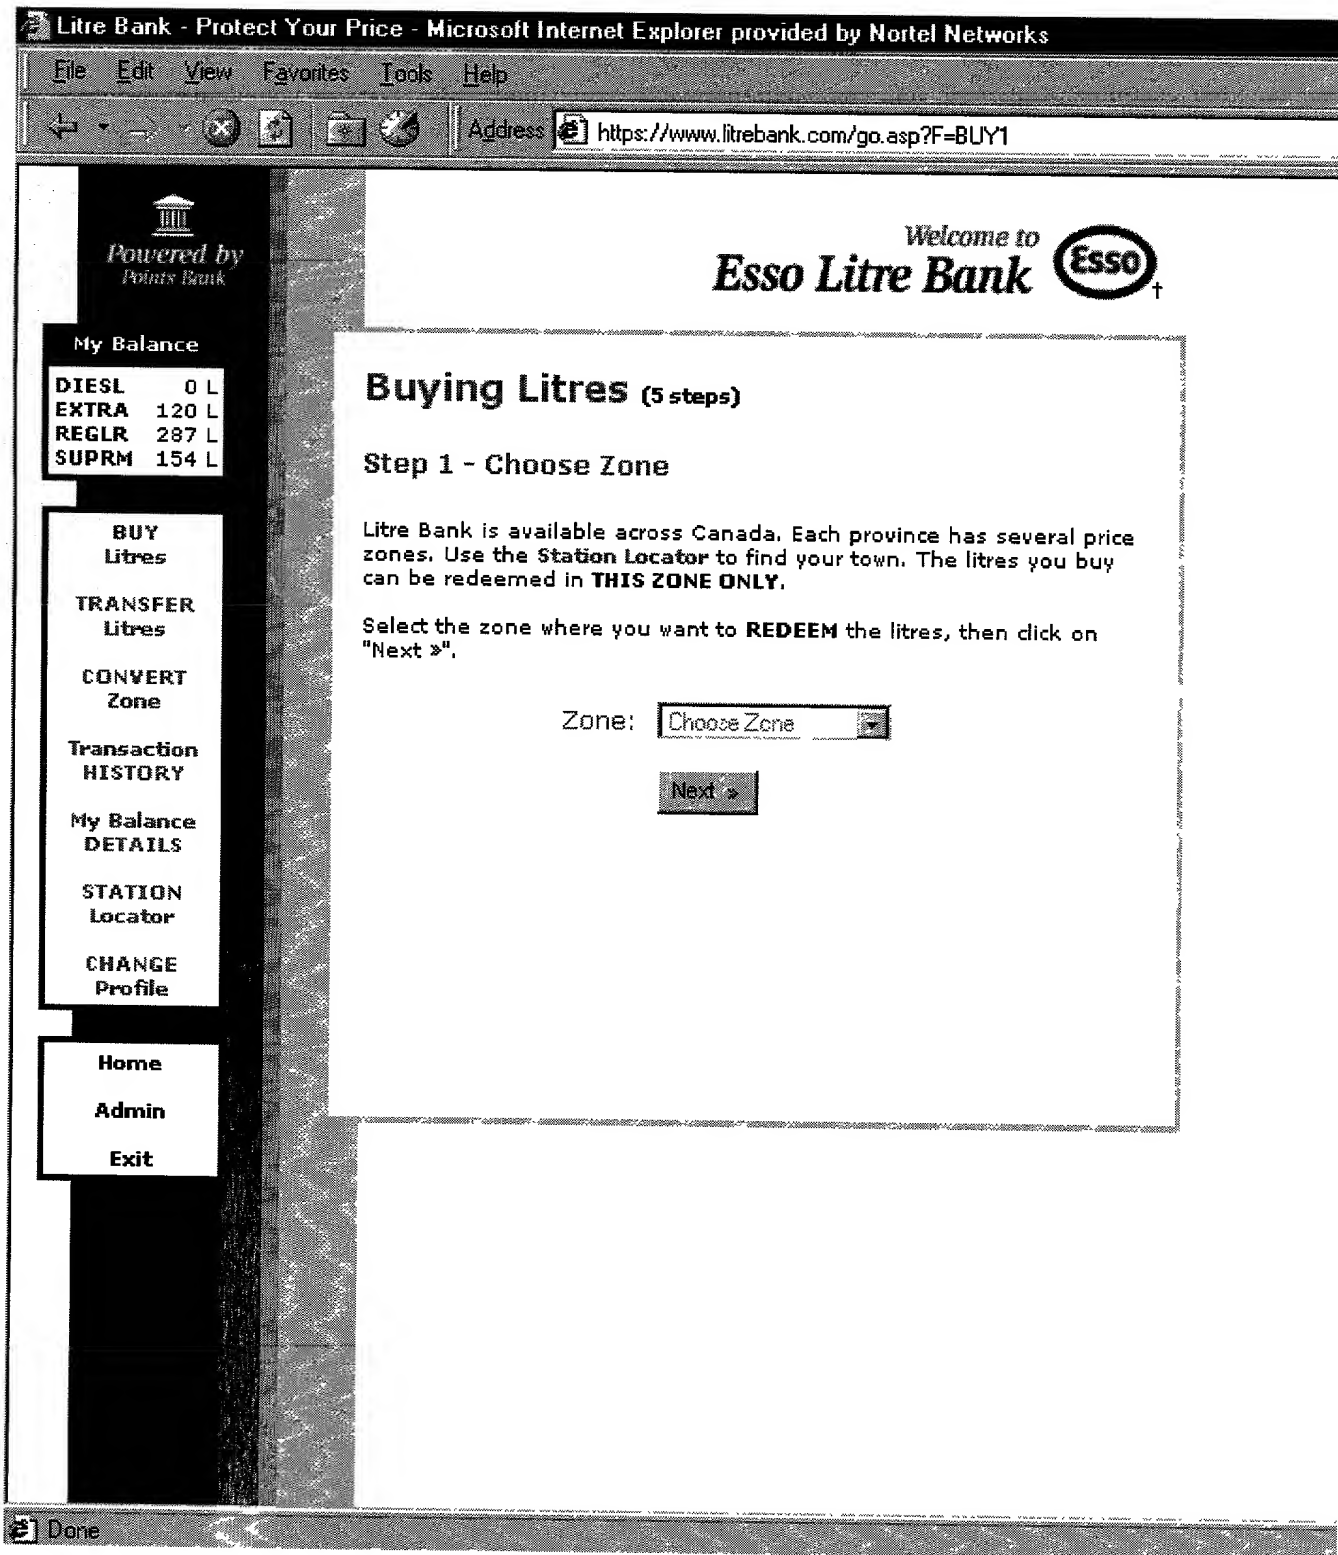 Litre Bank - Protect Your Price - Microsoft Internet Explorer provided by Nortel Networks
File Edit View Favorites Tools Help
Address https://www.litrebank.com/go.asp?F=BUY1
Powered by
Points Bank
Welcome to
Esso Litre Bank
Esso †
My Balance
DIESL 0 L
EXTRA 120 L
REGLR 287 L
SUPRM 154 L
BUY
Litres
TRANSFER
Litres
CONVERT
Zone
Transaction
HISTORY
My Balance
DETAILS
STATION
Locator
CHANGE
Profile
Home
Admin
Exit
Buying Litres (5 steps)
Step 1 - Choose Zone
Litre Bank is available across Canada. Each province has several price
zones. Use the Station Locator to find your town. The litres you buy
can be redeemed in THIS ZONE ONLY.
Select the zone where you want to REDEEM the litres, then click on
"Next »".
Zone: Choose Zone
Next »
Done